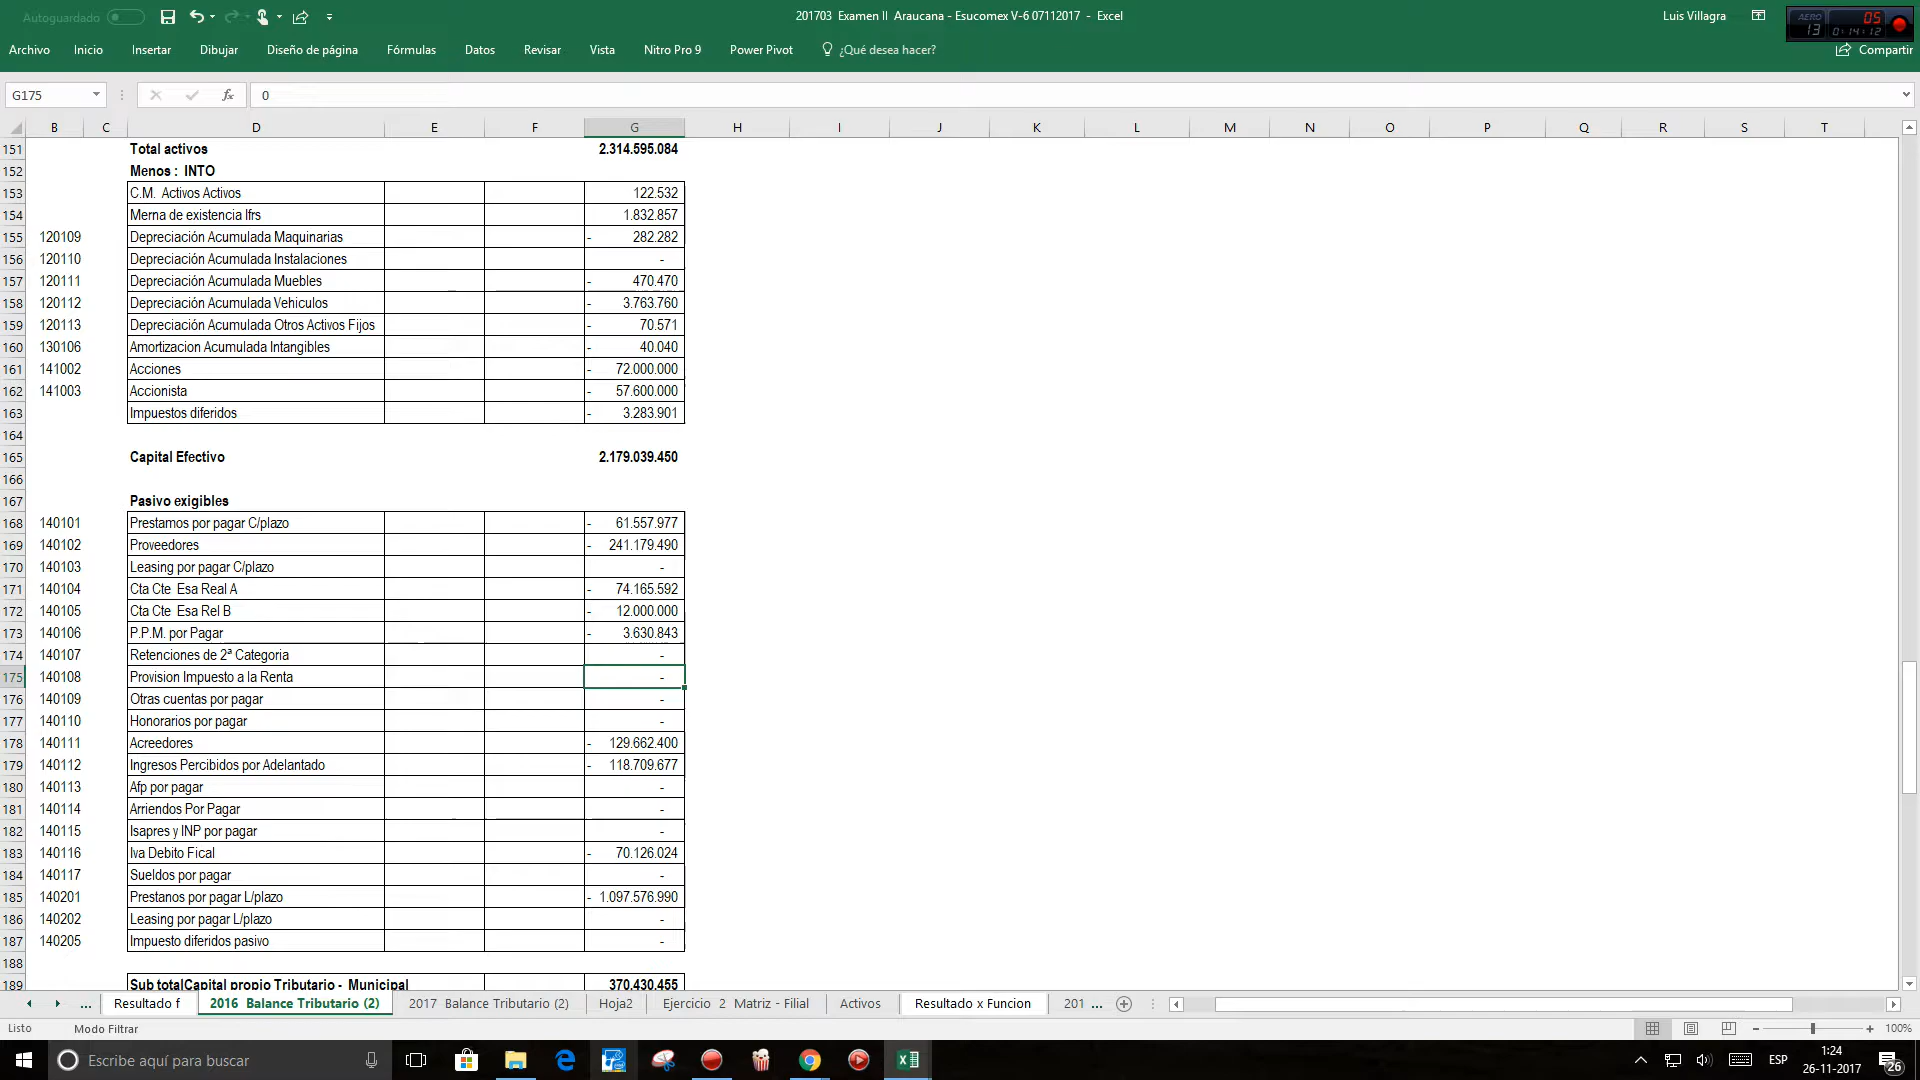 Autoguardado
201703 Examen II Araucana - Esucomex V-6 07112017 - Excel
Luis Villagra
AERO 13 05 0:14:12
Archivo Inicio Insertar Dibujar Diseño de página Fórmulas Datos Revisar Vista Nitro Pro 9 Power Pivot ¿Qué desea hacer? Compartir
G175 fx 0
B C D E F G H I J K L M N O P Q R S T
151 Total activos 2.314.595.084
152 Menos : INTO
153 C.M. Activos Activos 122.532
154 Merna de existencia Ifrs 1.832.857
155 120109 Depreciación Acumulada Maquinarias - 282.282
156 120110 Depreciación Acumulada Instalaciones -
157 120111 Depreciación Acumulada Muebles - 470.470
158 120112 Depreciación Acumulada Vehiculos - 3.763.760
159 120113 Depreciación Acumulada Otros Activos Fijos - 70.571
160 130106 Amortizacion Acumulada Intangibles - 40.040
161 141002 Acciones - 72.000.000
162 141003 Accionista - 57.600.000
163 Impuestos diferidos - 3.283.901
164
165 Capital Efectivo 2.179.039.450
166
167 Pasivo exigibles
168 140101 Prestamos por pagar C/plazo - 61.557.977
169 140102 Proveedores - 241.179.490
170 140103 Leasing por pagar C/plazo -
171 140104 Cta Cte Esa Real A - 74.165.592
172 140105 Cta Cte Esa Rel B - 12.000.000
173 140106 P.P.M. por Pagar - 3.630.843
174 140107 Retenciones de 2ª Categoria -
175 140108 Provision Impuesto a la Renta -
176 140109 Otras cuentas por pagar -
177 140110 Honorarios por pagar -
178 140111 Acreedores - 129.662.400
179 140112 Ingresos Percibidos por Adelantado - 118.709.677
180 140113 Afp por pagar -
181 140114 Arriendos Por Pagar -
182 140115 Isapres y INP por pagar -
183 140116 Iva Debito Fical - 70.126.024
184 140117 Sueldos por pagar -
185 140201 Prestanos por pagar L/plazo - 1.097.576.990
186 140202 Leasing por pagar L/plazo -
187 140205 Impuesto diferidos pasivo -
188
189 Sub totalCapital propio Tributario - Municipal 370.430.455
... Resultado f 2016 Balance Tributario (2) 2017 Balance Tributario (2) Hoja2 Ejercicio 2 Matriz - Filial Activos Resultado x Funcion 201 ...
Listo Modo Filtrar 100%
Escribe aquí para buscar
ESP
1:24
26-11-2017
26